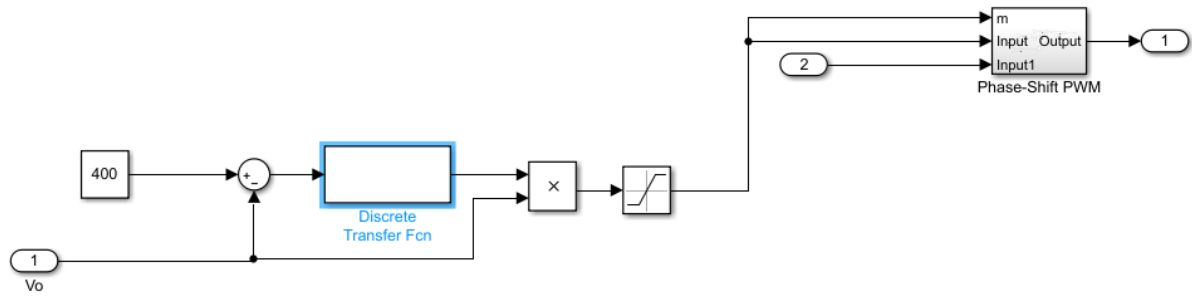 m
Input Output
Input1
1
2
Phase-Shift PWM
400
+
−
×
Discrete
Transfer Fcn
1
Vo